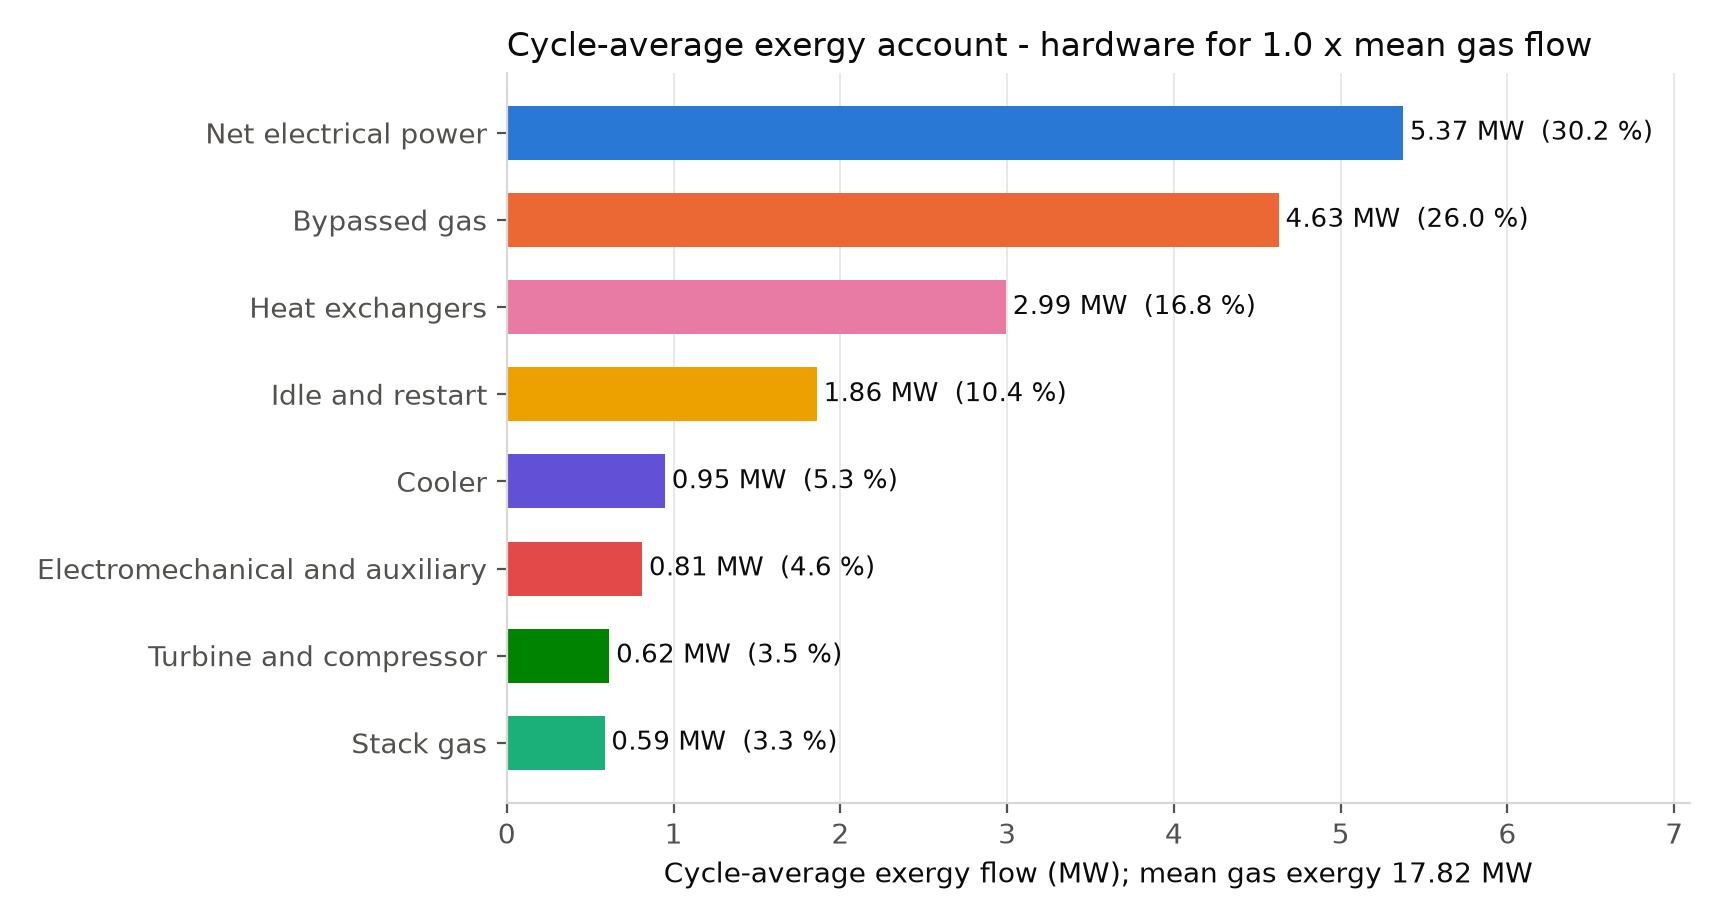 Cycle-average exergy account - hardware for 1.0 x mean gas flow
Net electrical power 5.37 MW (30.2 %)
Bypassed gas 4.63 MW (26.0 %)
Heat exchangers 2.99 MW (16.8 %)
Idle and restart 1.86 MW (10.4 %)
Cooler 0.95 MW (5.3 %)
Electromechanical and auxiliary 0.81 MW (4.6 %)
Turbine and compressor 0.62 MW (3.5 %)
Stack gas 0.59 MW (3.3 %)
0 1 2 3 4 5 6 7
Cycle-average exergy flow (MW); mean gas exergy 17.82 MW